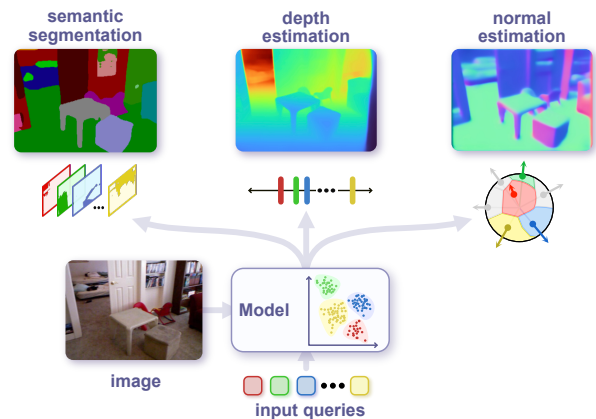 semantic
segmentation
depth
estimation
normal
estimation
Model
image
input queries